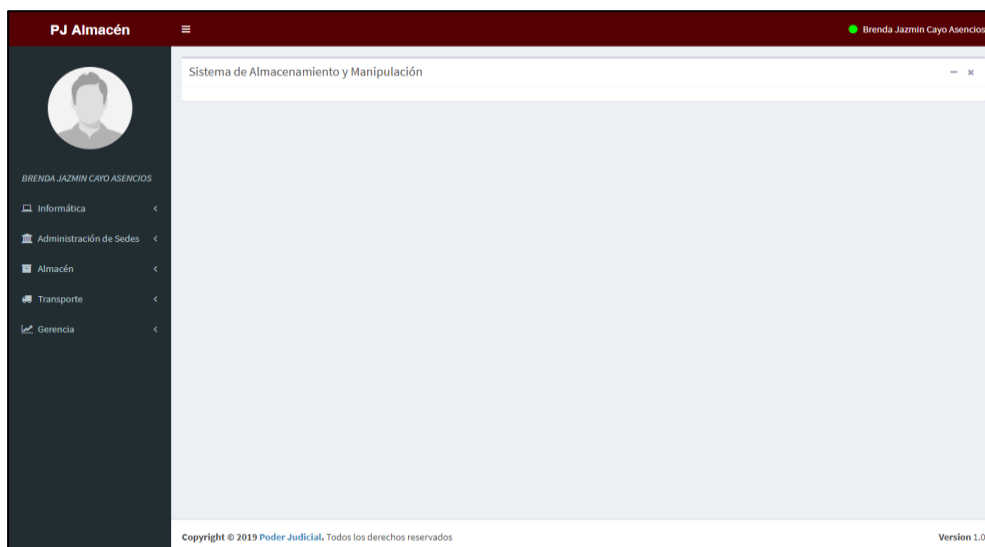 PJ Almacén
Brenda Jazmin Cayo Asencios
Sistema de Almacenamiento y Manipulación
BRENDA JAZMIN CAYO ASENCIOS
Informática
Administración de Sedes
Almacén
Transporte
Gerencia
Copyright © 2019 Poder Judicial. Todos los derechos reservados
Version 1.0